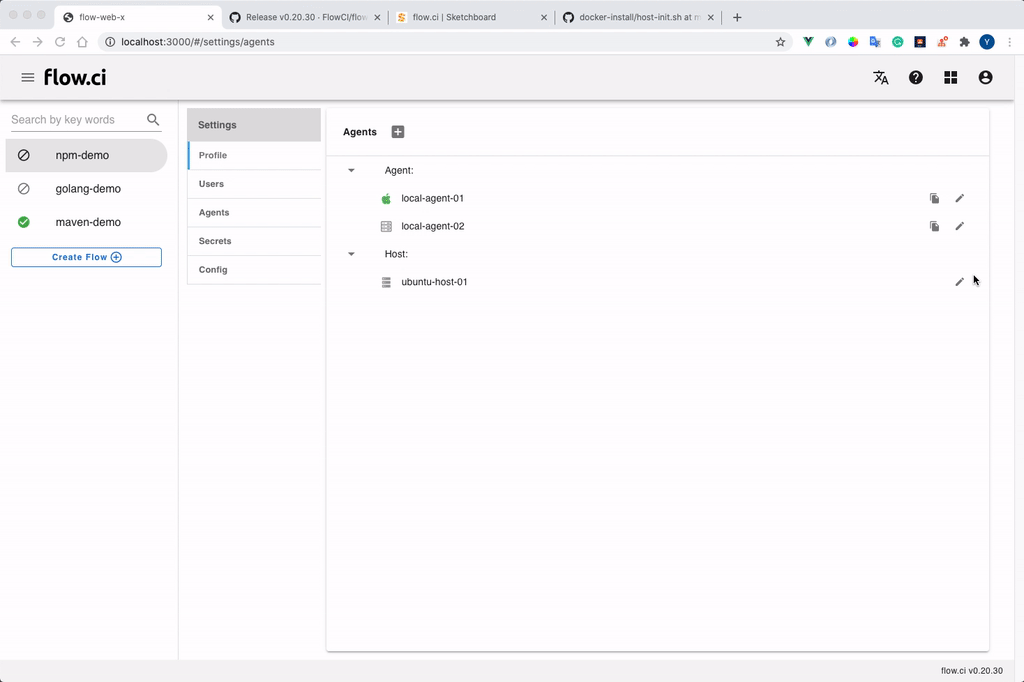 flow-web-x
Release v0.20.30 · FlowCI/flow
flow.ci | Sketchboard
docker-install/host-init.sh at m
localhost:3000/#/settings/agents
Y
flow.ci
Search by key words
npm-demo
golang-demo
maven-demo
Create Flow
Settings
Profile
Users
Agents
Secrets
Config
Agents
Agent:
local-agent-01
local-agent-02
Host:
ubuntu-host-01
flow.ci v0.20.30